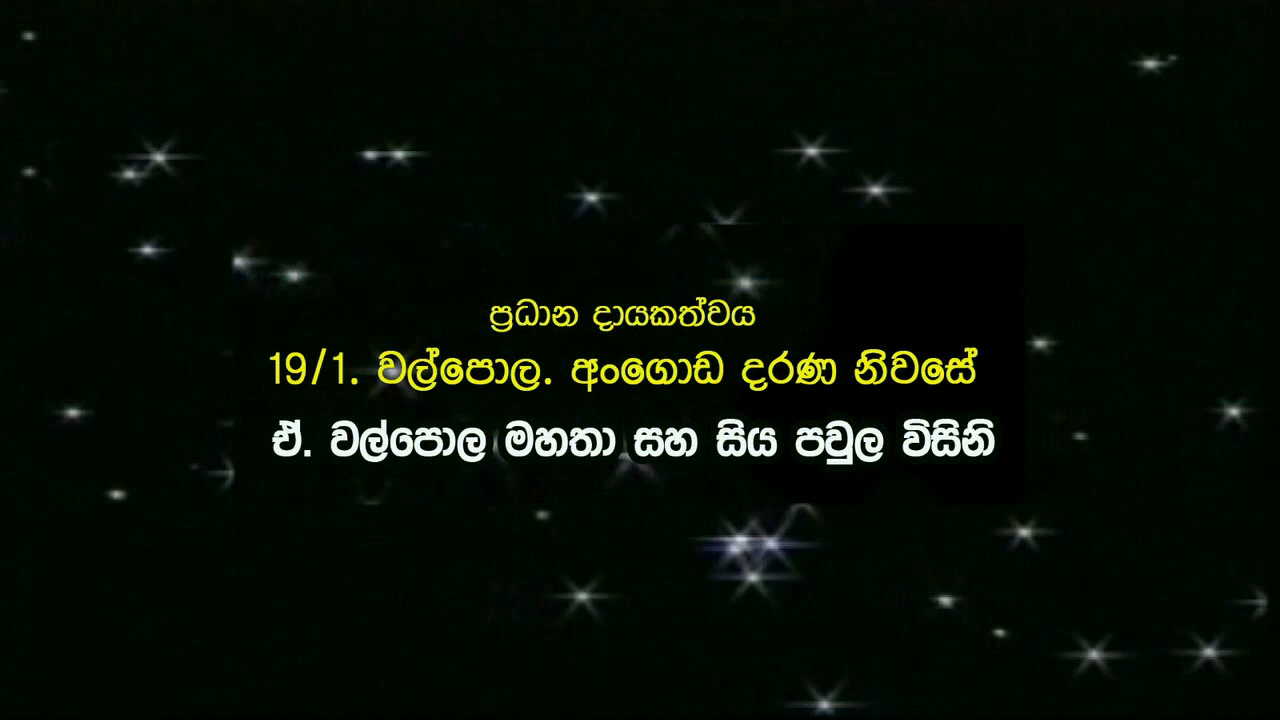 ප්‍රධාන දායකත්වය
19/1. වල්පොල. අංගොඩ දරණ නිවසේ
ඒ. වල්පොල මහතා සහ සිය පවුල විසිනි